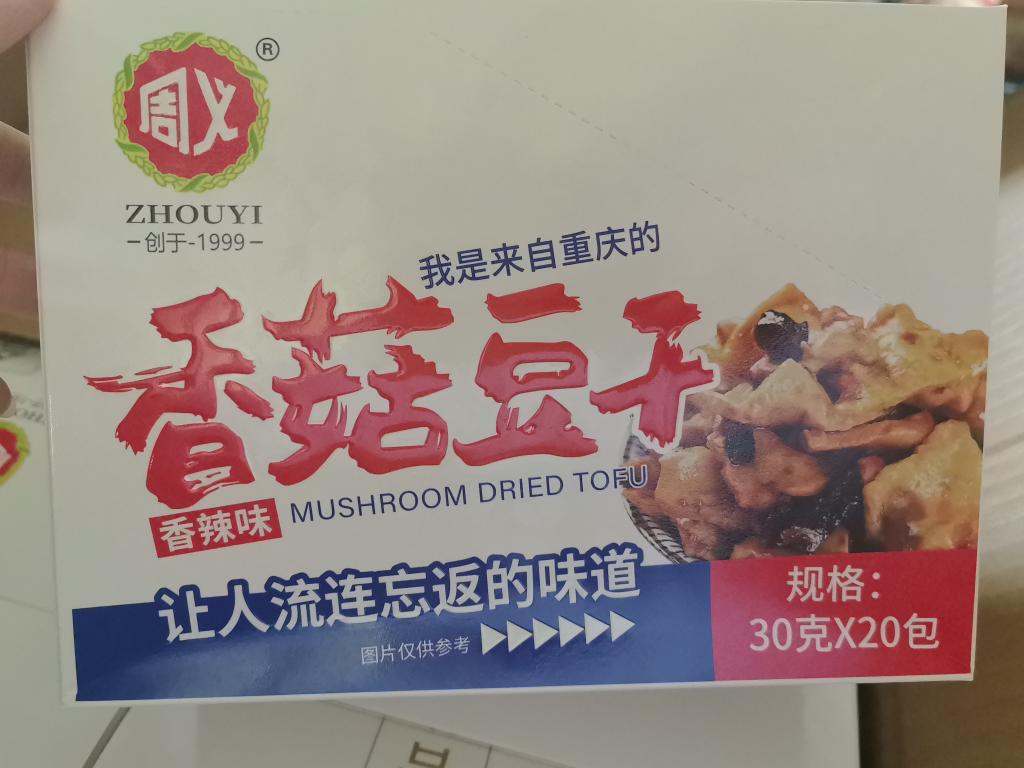 周义
®
ZHOUYI
-创于-1999-
我是来自重庆的
香菇豆干
香辣味
MUSHROOM DRIED TOFU
让人流连忘返的味道
图片仅供参考
规格：
30克X20包